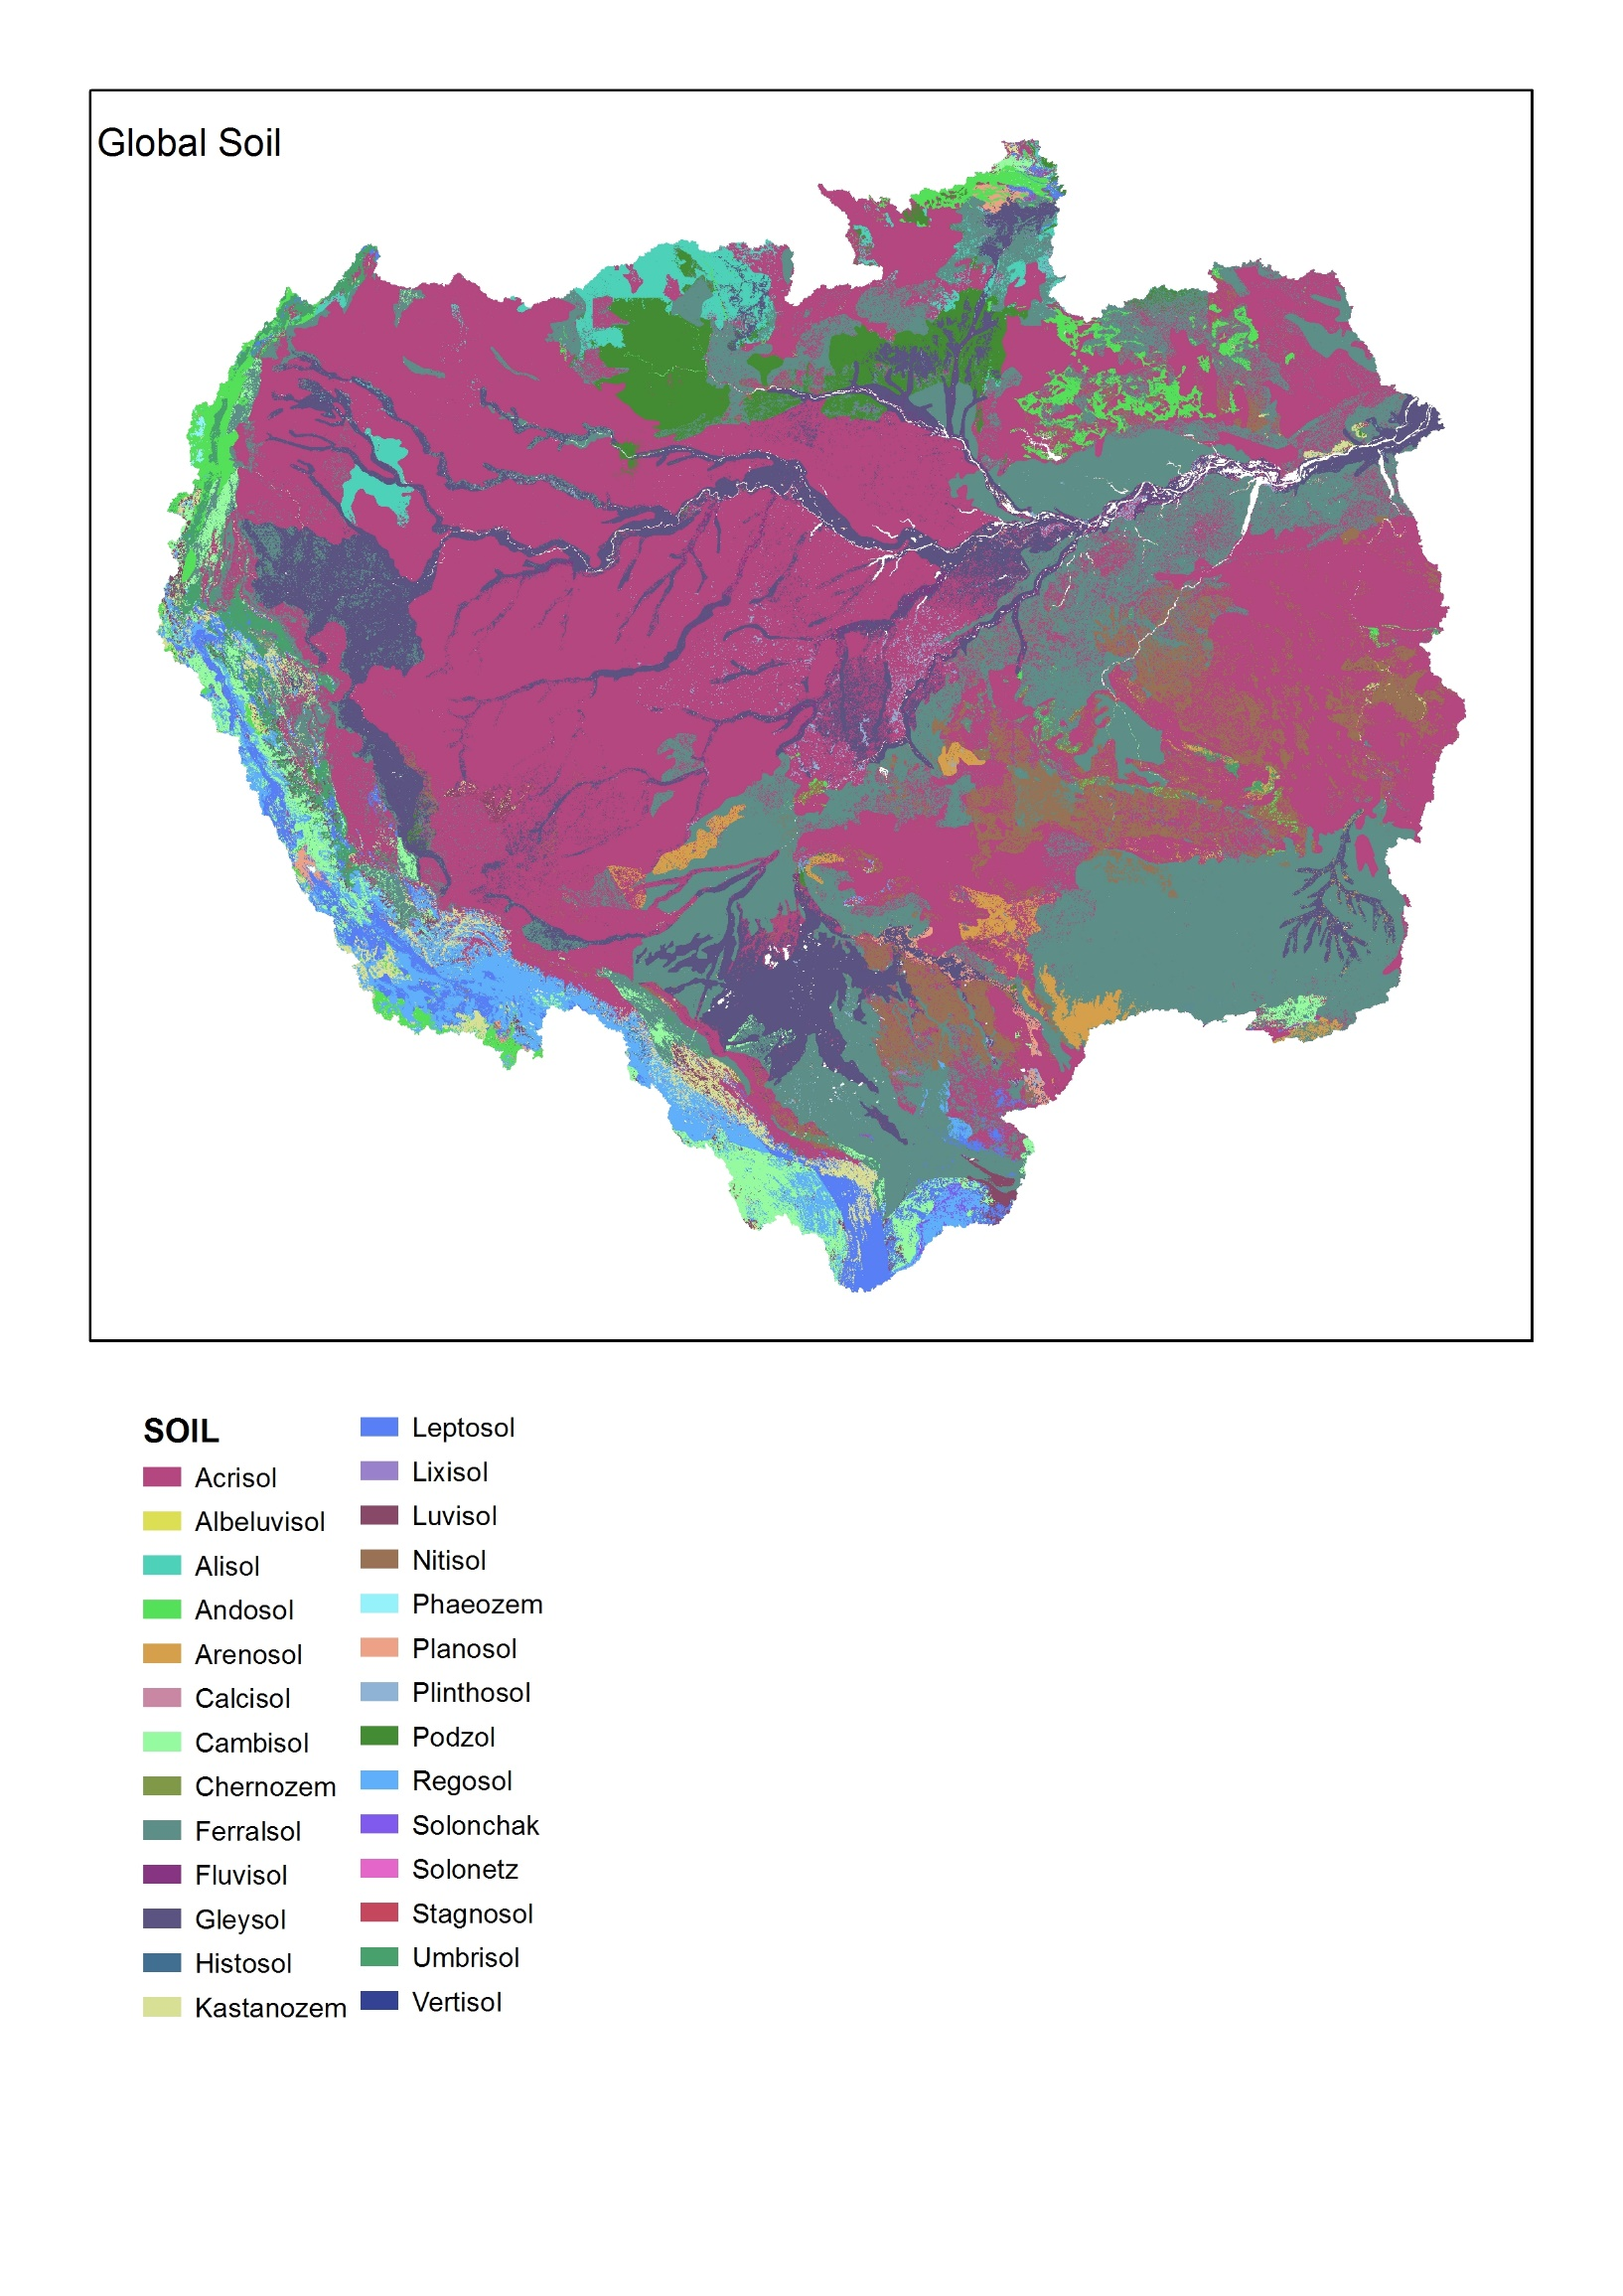 Global Soil
SOIL
Acrisol
Albeluvisol
Alisol
Andosol
Arenosol
Calcisol
Cambisol
Chernozem
Ferralsol
Fluvisol
Gleysol
Histosol
Kastanozem
Leptosol
Lixisol
Luvisol
Nitisol
Phaeozem
Planosol
Plinthosol
Podzol
Regosol
Solonchak
Solonetz
Stagnosol
Umbrisol
Vertisol